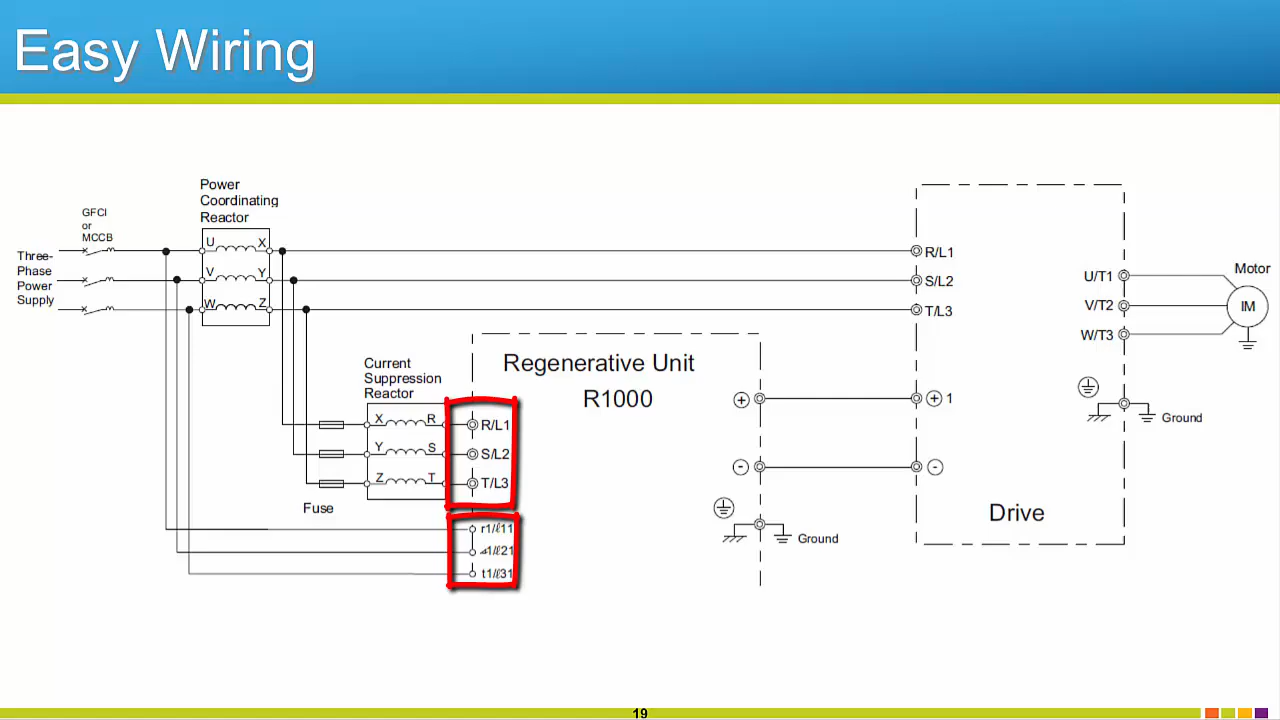 Easy Wiring
Power
Coordinating
Reactor
GFCI
or
MCCB
Three-
Phase
Power
Supply
U X
V Y
W Z
R/L1
S/L2
T/L3
U/T1
V/T2
W/T3
Motor
IM
Current
Suppression
Reactor
X R
Y S
Z T
Fuse
Regenerative Unit
R1000
R/L1
S/L2
T/L3
r1/ℓ11
1/ℓ21
t1/ℓ31
+
-
Ground
+ 1
-
Ground
Drive
19